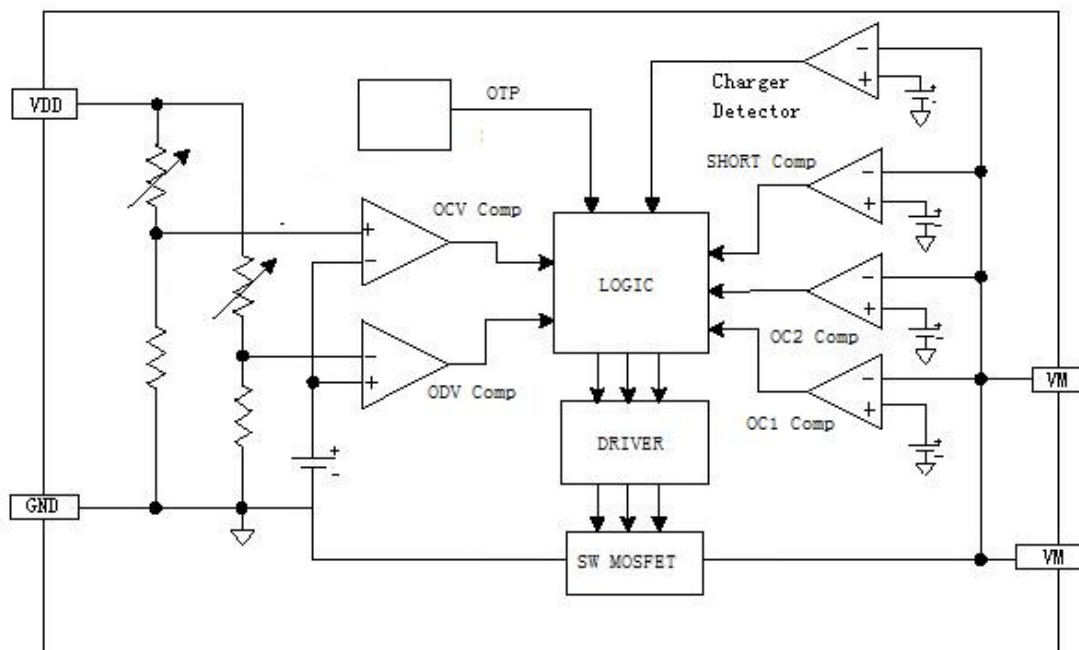 VDD
OTP
Charger
Detector
SHORT Comp
OCV Comp
LOGIC
OC2 Comp
ODV Comp
VM
OC1 Comp
DRIVER
GND
SW MOSFET
VM